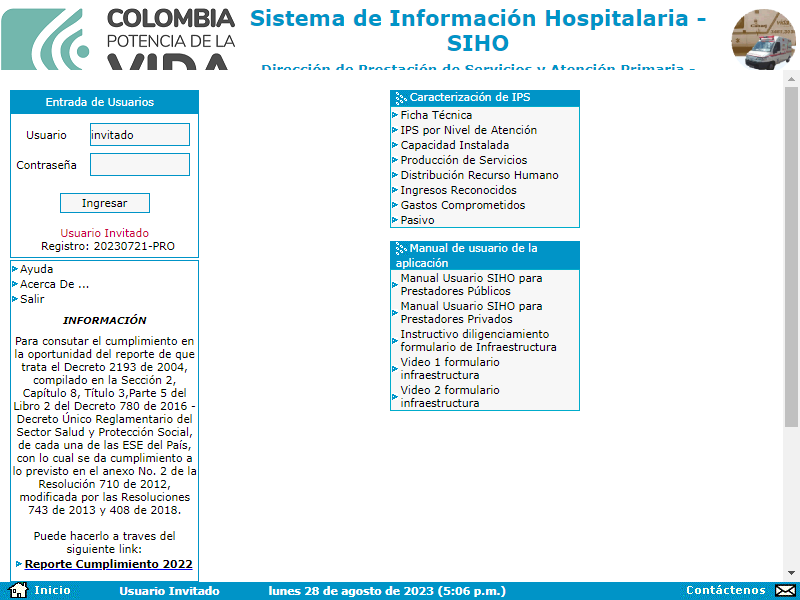 COLOMBIA
POTENCIA DE LA
VIDA
Sistema de Información Hospitalaria -
SIHO
Dirección de Prestación de Servicios y Atención Primaria -
Entrada de Usuarios
Usuario invitado
Contraseña
Ingresar
Usuario Invitado
Registro: 20230721-PRO
Ayuda
Acerca De ...
Salir
INFORMACIÓN
Para consutar el cumplimiento en
la oportunidad del reporte de que
trata el Decreto 2193 de 2004,
compilado en la Sección 2,
Capítulo 8, Título 3,Parte 5 del
Libro 2 del Decreto 780 de 2016 -
Decreto Único Reglamentario del
Sector Salud y Protección Social,
de cada una de las ESE del País,
con lo cual se da cumplimiento a
lo previsto en el anexo No. 2 de la
Resolución 710 de 2012,
modificada por las Resoluciones
743 de 2013 y 408 de 2018.
Puede hacerlo a traves del
siguiente link:
Reporte Cumplimiento 2022
Caracterización de IPS
Ficha Técnica
IPS por Nivel de Atención
Capacidad Instalada
Producción de Servicios
Distribución Recurso Humano
Ingresos Reconocidos
Gastos Comprometidos
Pasivo
Manual de usuario de la
aplicación
Manual Usuario SIHO para
Prestadores Públicos
Manual Usuario SIHO para
Prestadores Privados
Instructivo diligenciamiento
formulario de Infraestructura
Video 1 formulario
infraestructura
Video 2 formulario
infraestructura
Inicio Usuario Invitado lunes 28 de agosto de 2023 (5:06 p.m.) Contáctenos